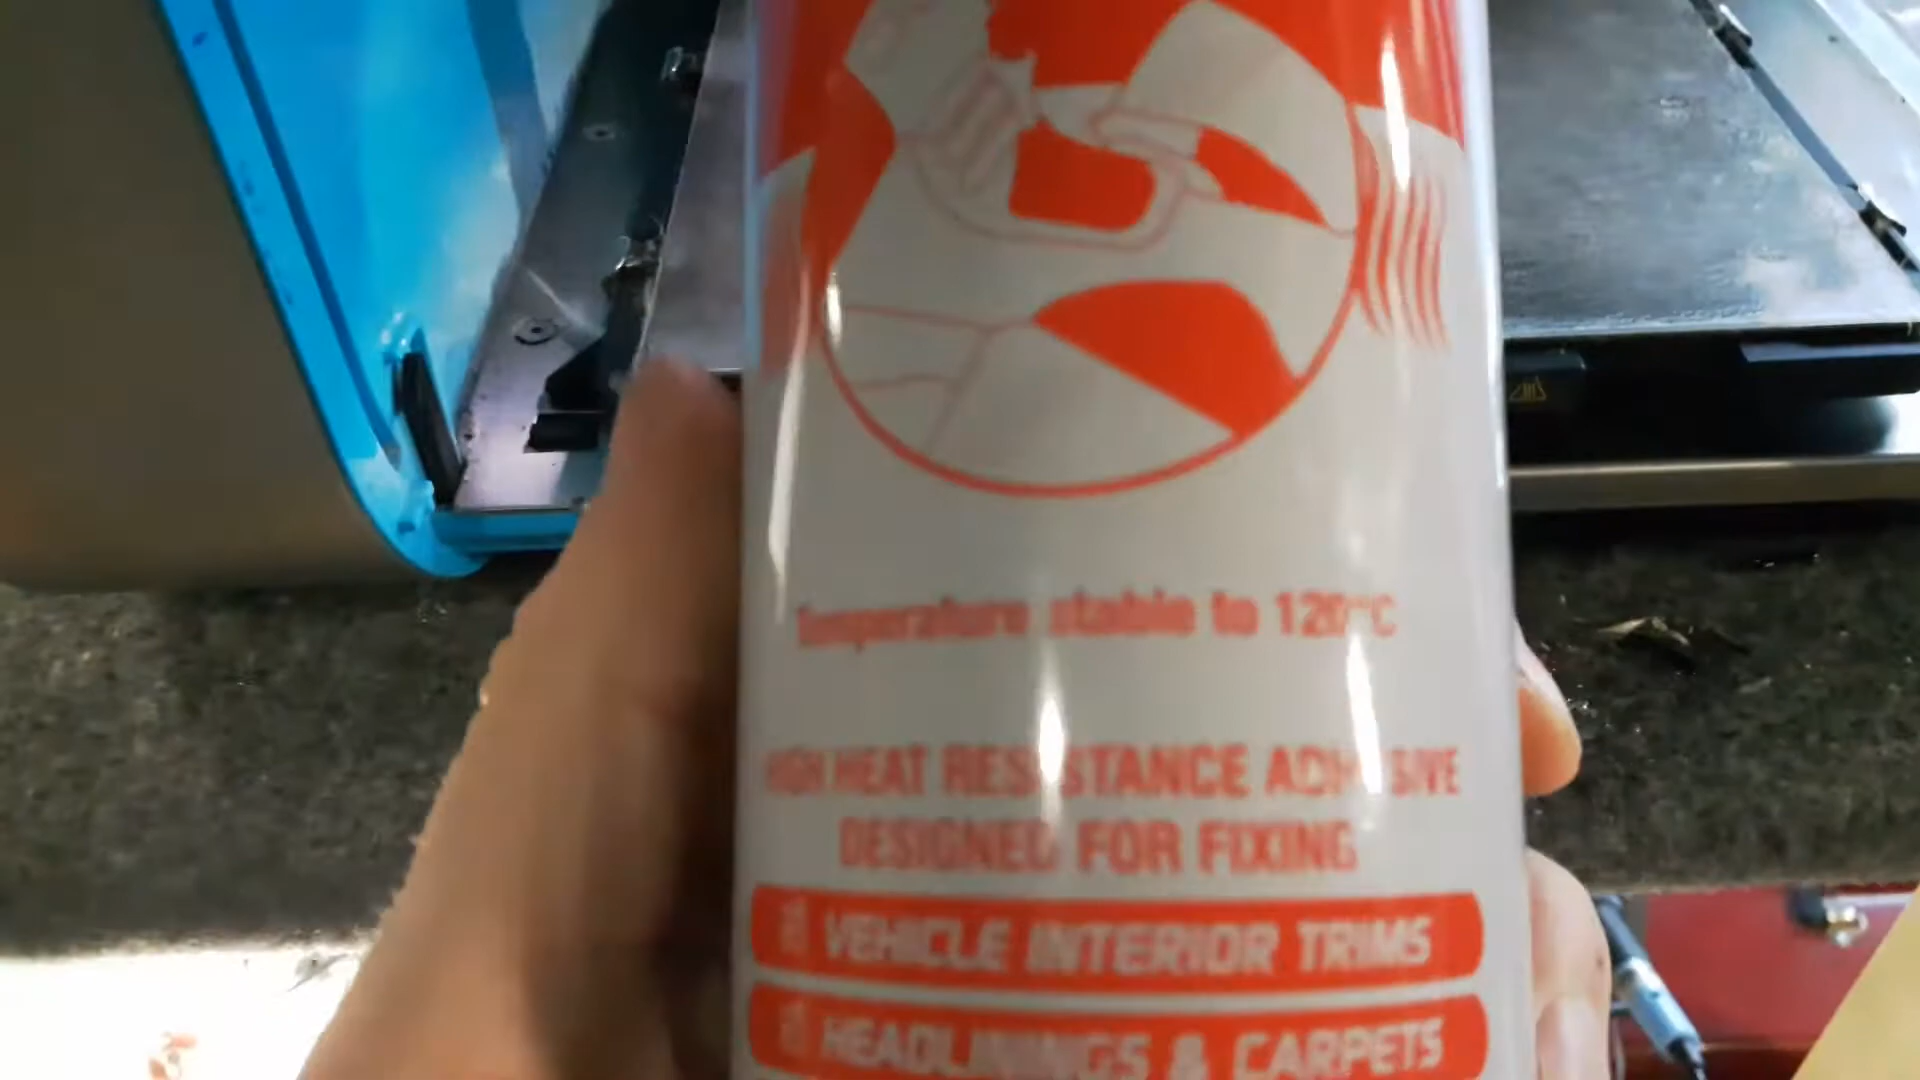 temperature stable to 120°C
HIGH HEAT RESISTANCE ADHESIVE
DESIGNED FOR FIXING
VEHICLE INTERIOR TRIMS
HEADLININGS & CARPETS